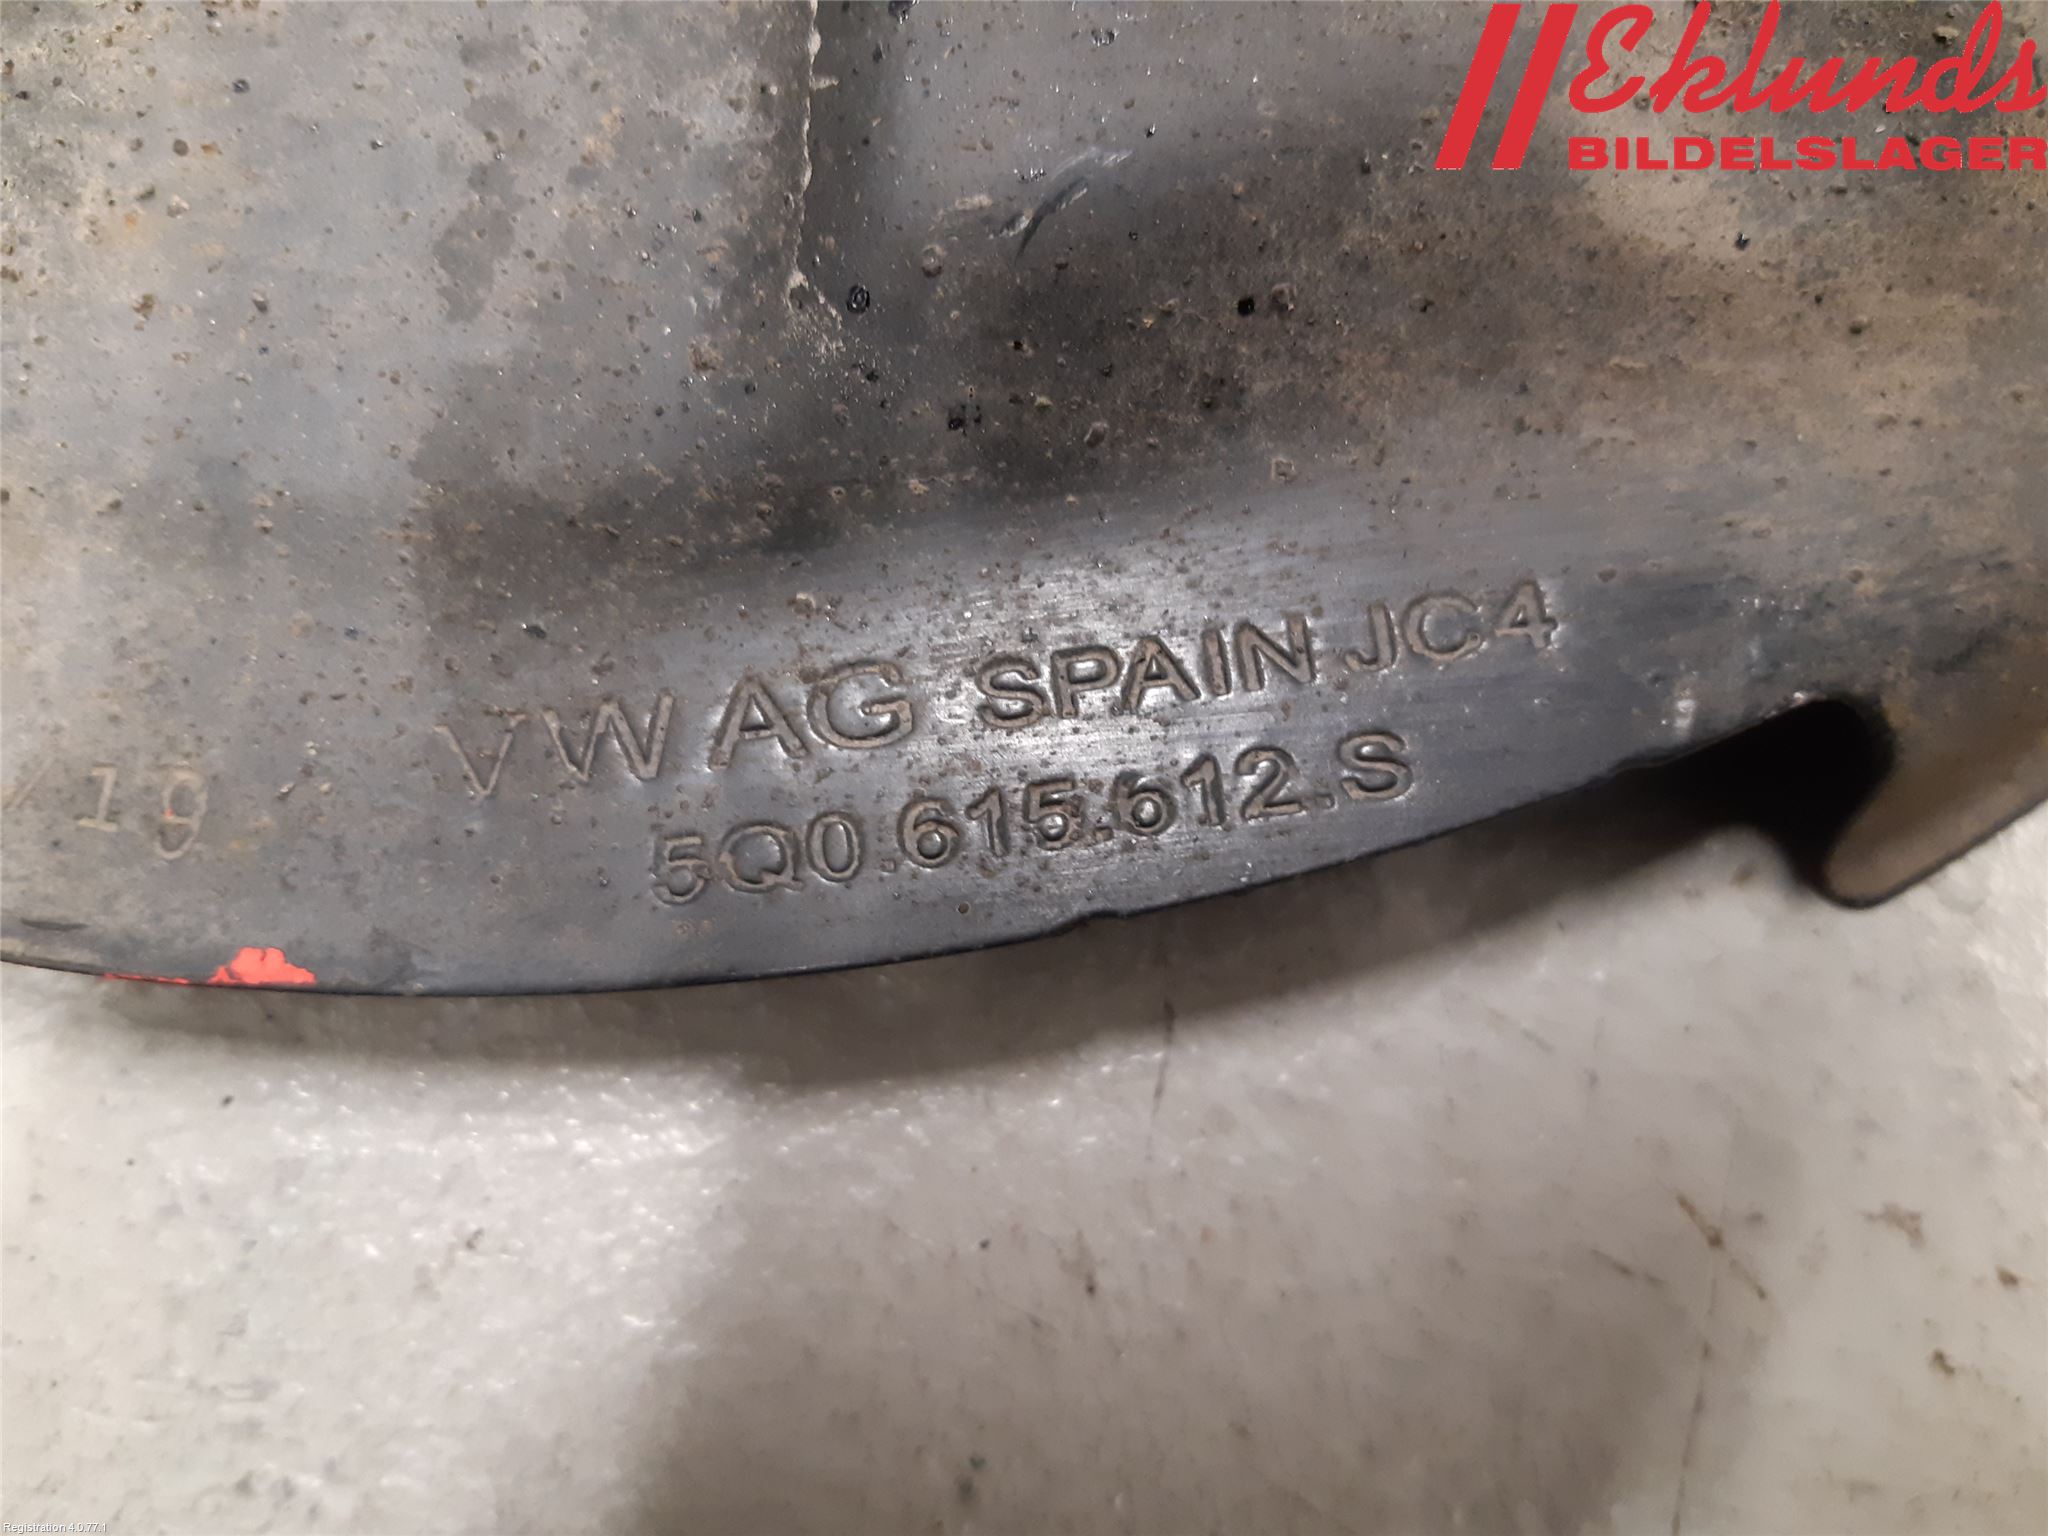 Eklunds
BILDELSLAGER
VW AG SPAIN JC4
19
5Q0.615.612.S
Registration 4.0.77.1